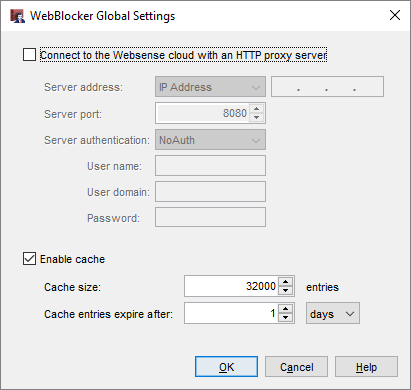 WebBlocker Global Settings
Connect to the Websense cloud with an HTTP proxy server
Server address: IP Address . . .
Server port: 8080
Server authentication: NoAuth
User name:
User domain:
Password:
Enable cache
Cache size: 32000 entries
Cache entries expire after: 1 days
OK Cancel Help